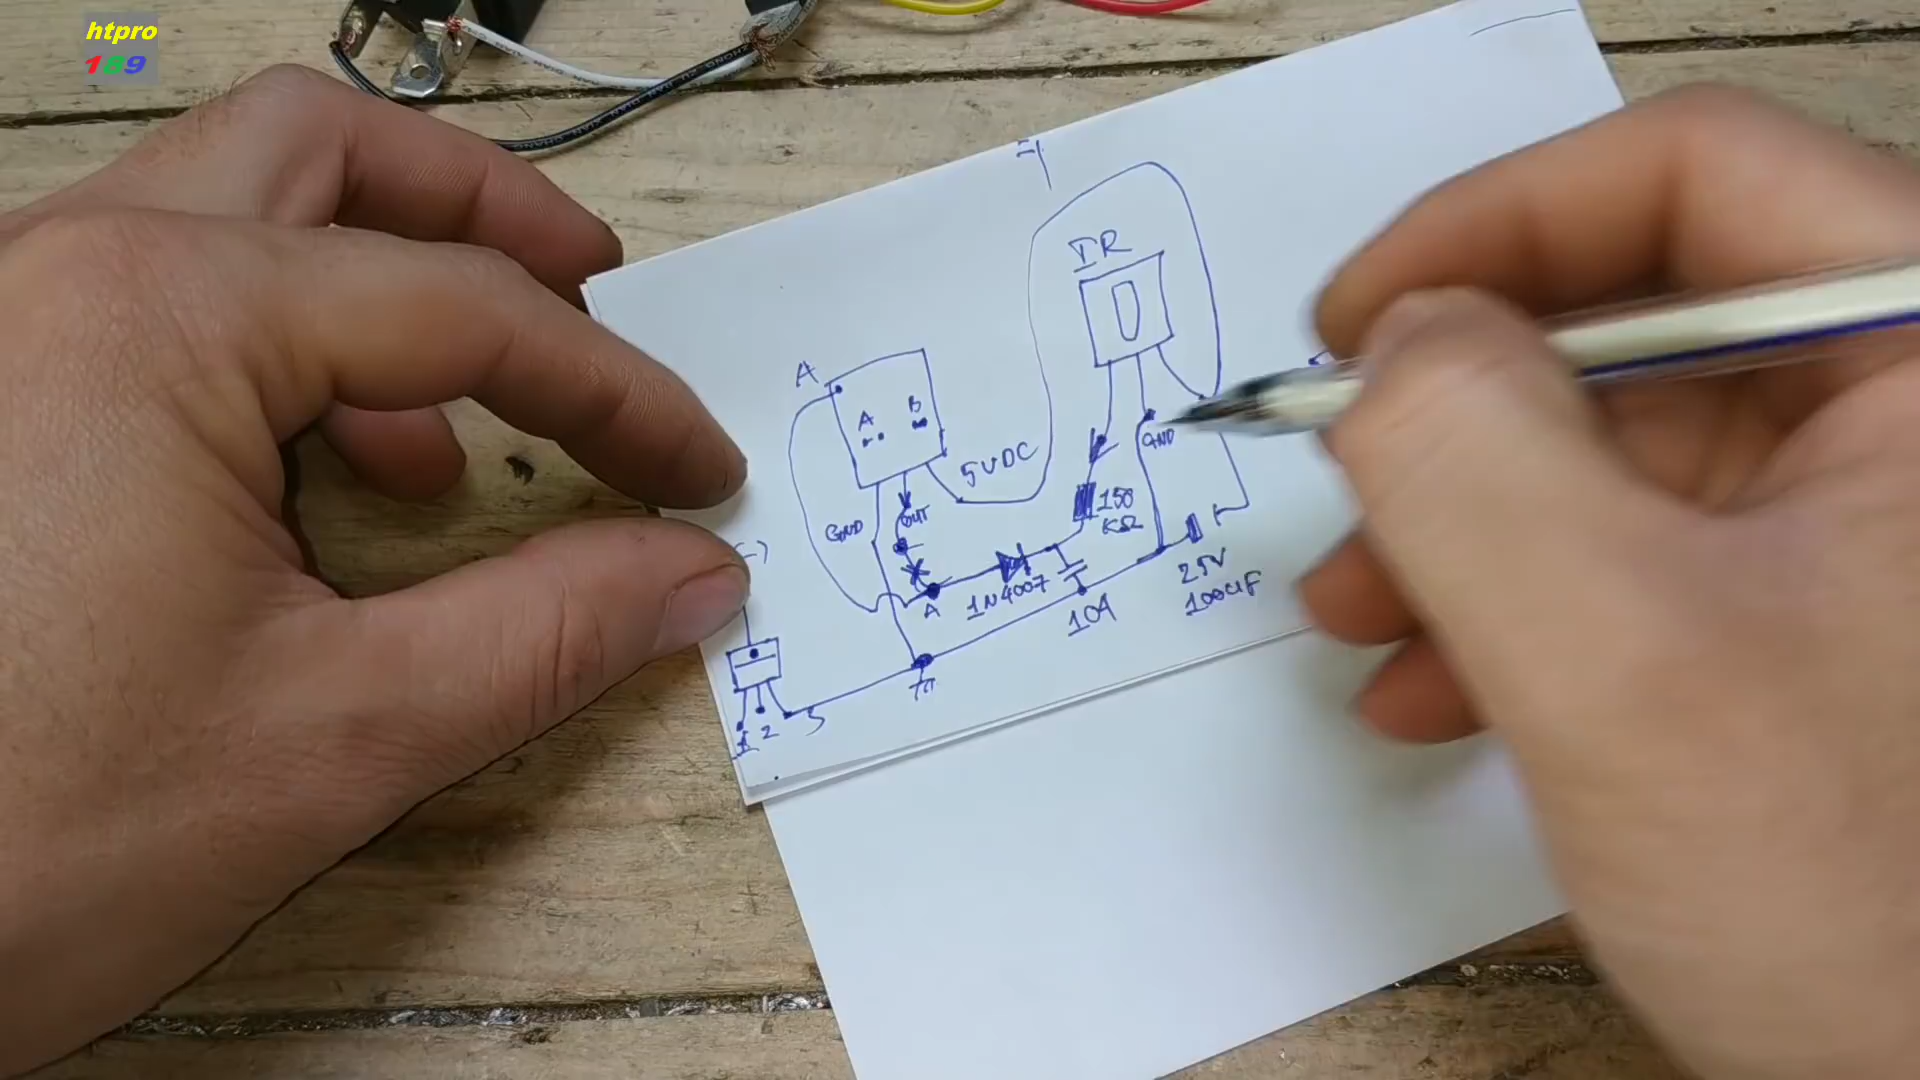 htpro
189
IR
A
A B
5VDC
GND
GND
OUT
150
KΩ
(-)
A
1N4007
104
25V
100uF
1 2 3